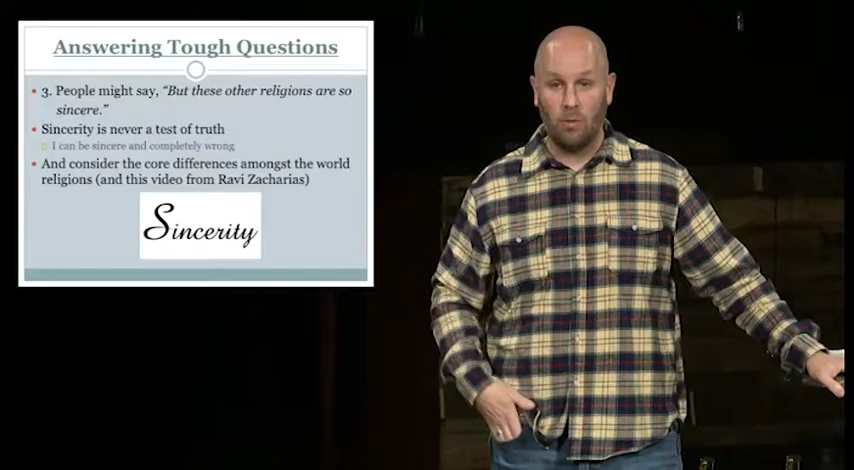 Answering Tough Questions
3. People might say, “But these other religions are so
sincere.”
Sincerity is never a test of truth
I can be sincere and completely wrong
And consider the core differences amongst the world
religions (and this video from Ravi Zacharias)
Sincerity